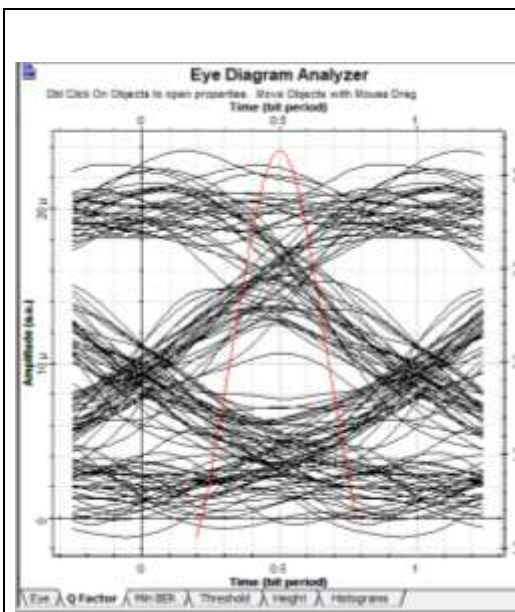 Eye Diagram Analyzer
Dbl Click On Objects to open properties. Move Objects with Mouse Drag
Time (bit period)
0 0.5 1
Amplitude (a.u.)
20 µ
10 µ
0
0 0.5 1
Time (bit period)
Eye Q Factor Min BER Threshold Height Histograms